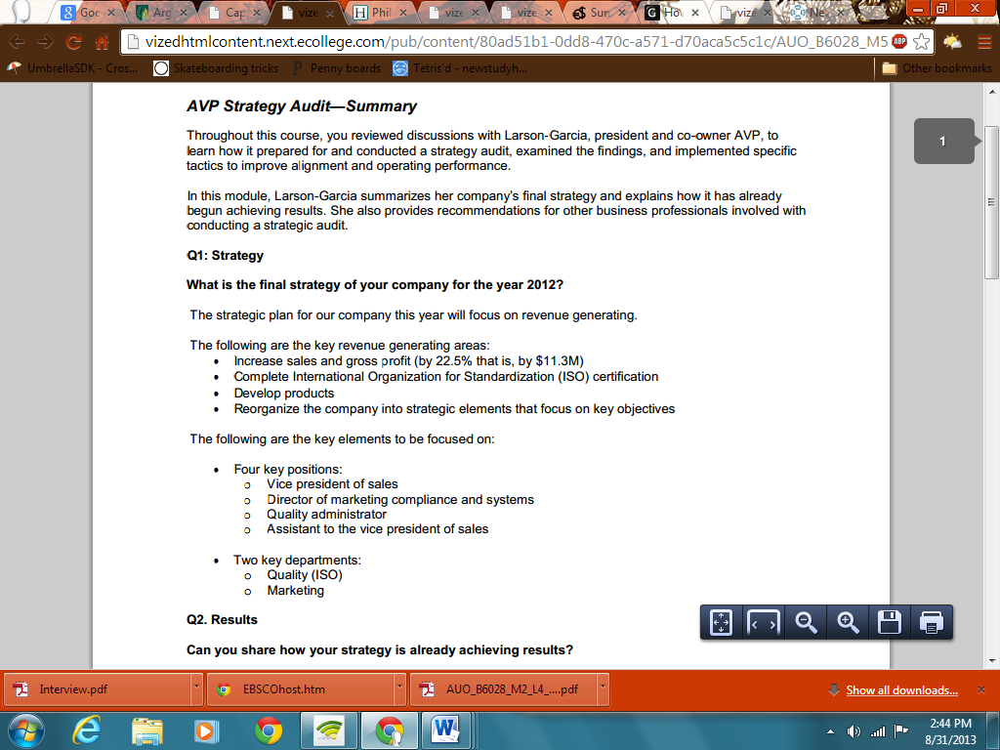 Goo
Arg
Cap
vize
Phil
vize
vize
Sun
Ho
vize
Ne
vizedhtmlcontent.next.ecollege.com/pub/content/80ad51b1-0dd8-470c-a571-d70aca5c5c1c/AUO_B6028_M5
ABP
UmbrellaSDK - Cros...
Skateboarding tricks
Penny boards
Tetris'd - newstudyh...
Other bookmarks
AVP Strategy Audit—Summary
1
Throughout this course, you reviewed discussions with Larson-Garcia, president and co-owner AVP, to
learn how it prepared for and conducted a strategy audit, examined the findings, and implemented specific
tactics to improve alignment and operating performance.
In this module, Larson-Garcia summarizes her company's final strategy and explains how it has already
begun achieving results. She also provides recommendations for other business professionals involved with
conducting a strategic audit.
Q1: Strategy
What is the final strategy of your company for the year 2012?
The strategic plan for our company this year will focus on revenue generating.
The following are the key revenue generating areas:
• Increase sales and gross profit (by 22.5% that is, by $11.3M)
• Complete International Organization for Standardization (ISO) certification
• Develop products
• Reorganize the company into strategic elements that focus on key objectives
The following are the key elements to be focused on:
• Four key positions:
o Vice president of sales
o Director of marketing compliance and systems
o Quality administrator
o Assistant to the vice president of sales
• Two key departments:
o Quality (ISO)
o Marketing
Q2. Results
Can you share how your strategy is already achieving results?
Interview.pdf
EBSCOhost.htm
AUO_B6028_M2_L4_....pdf
Show all downloads...
2:44 PM
8/31/2013